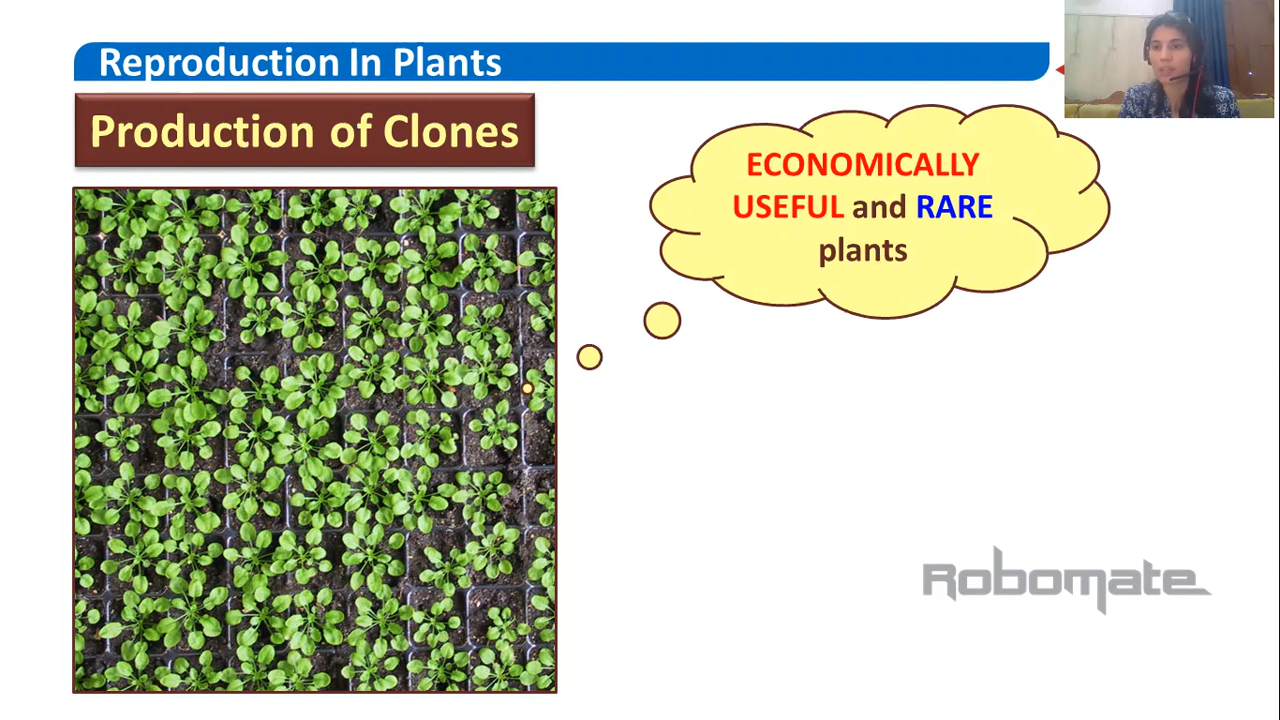 Reproduction In Plants
Production of Clones
ECONOMICALLY
USEFUL and RARE
plants
Robomate